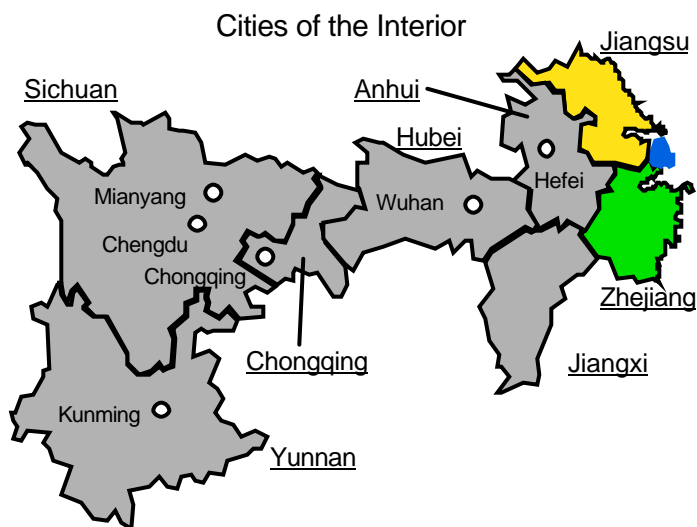 Cities of the Interior
Jiangsu
Sichuan
Anhui
Hubei
Mianyang
Wuhan
Hefei
Chengdu
Chongqing
Zhejiang
Chongqing
Jiangxi
Kunming
Yunnan